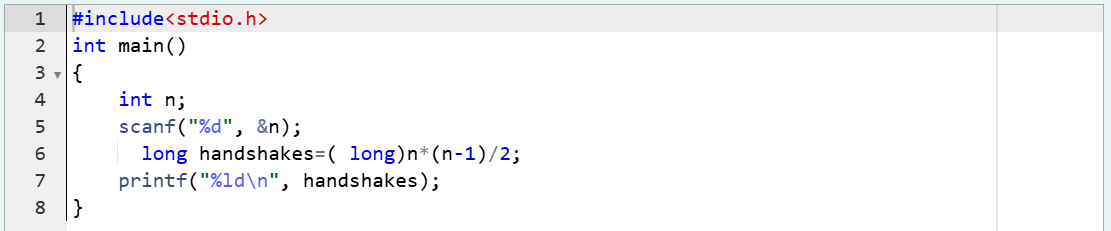 1 #include<stdio.h>
2 int main()
3 {
4     int n;
5     scanf("%d", &n);
6       long handshakes=( long)n*(n-1)/2;
7     printf("%ld\n", handshakes);
8 }